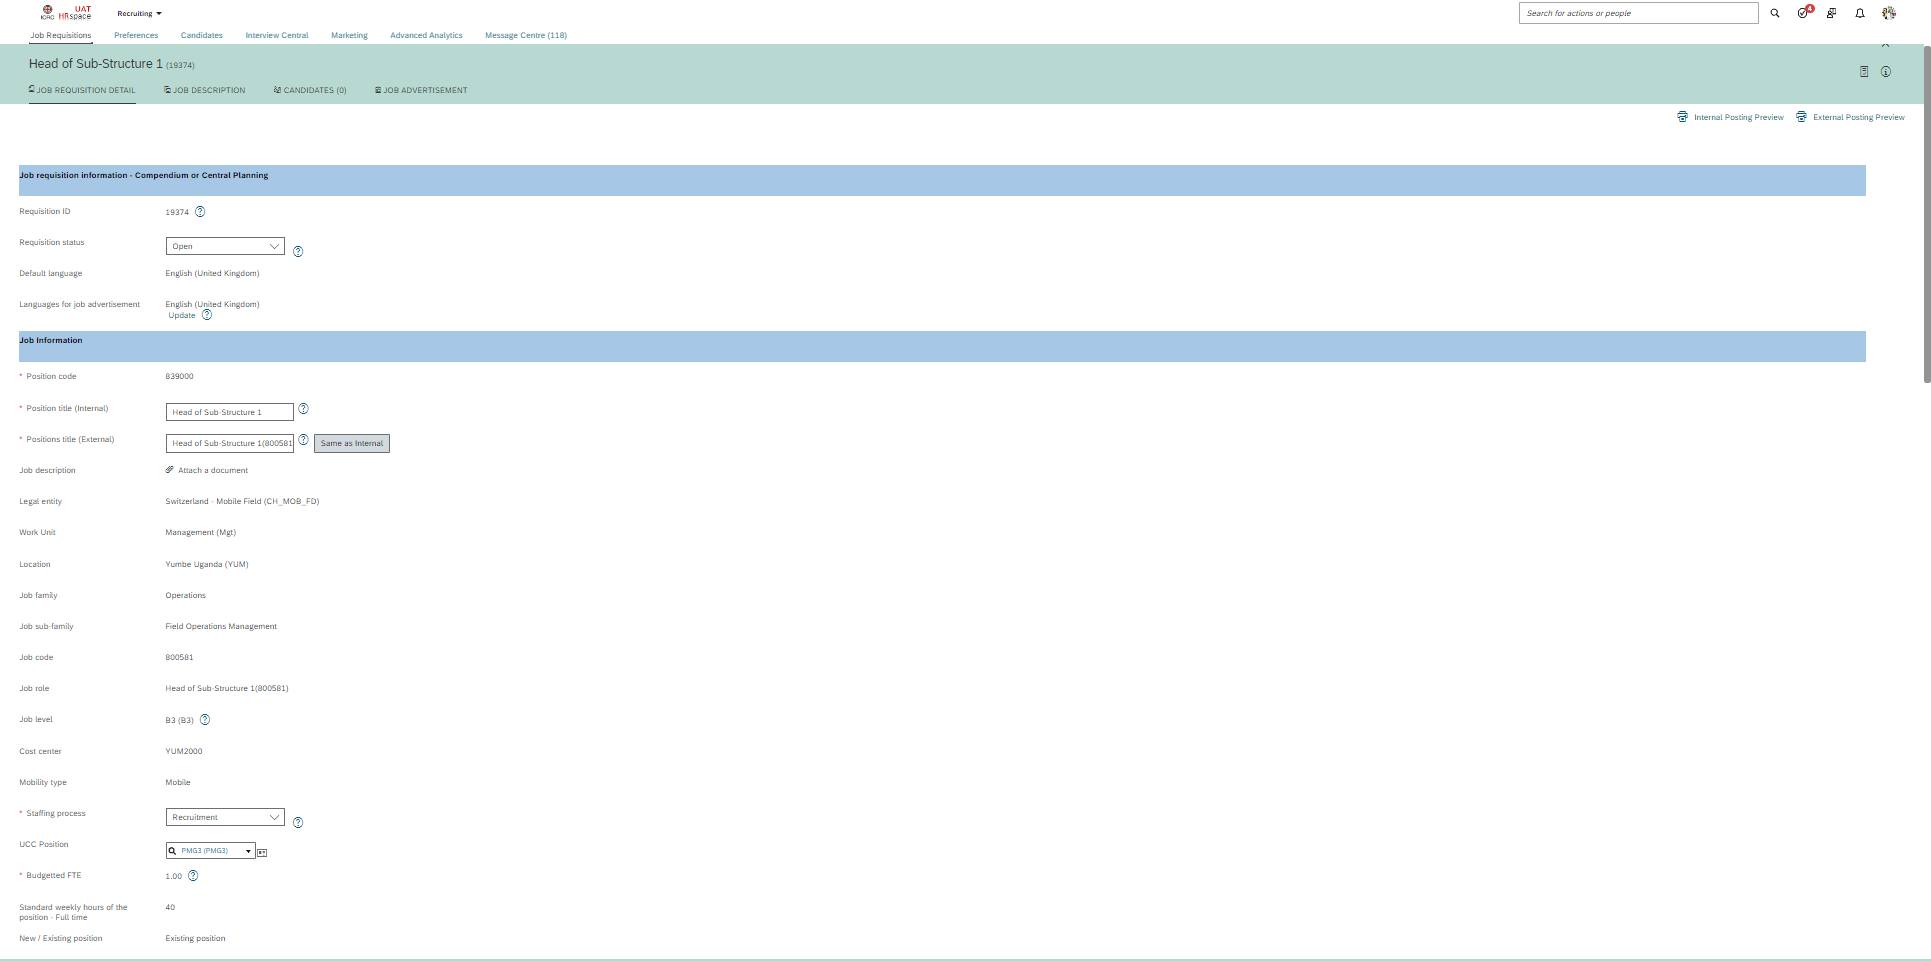 ICRC UAT HRspace
Recruiting
Search for actions or people
4
Job Requisitions Preferences Candidates Interview Central Marketing Advanced Analytics Message Centre (118)
Head of Sub-Structure 1 (19374)
JOB REQUISITION DETAIL JOB DESCRIPTION CANDIDATES (0) JOB ADVERTISEMENT
Internal Posting Preview External Posting Preview
Job requisition information - Compendium or Central Planning
Requisition ID 19374
Requisition status Open
Default language English (United Kingdom)
Languages for job advertisement English (United Kingdom)
Update
Job Information
* Position code 839000
* Position title (Internal) Head of Sub-Structure 1
* Positions title (External) Head of Sub-Structure 1(800581 Same as Internal
Job description Attach a document
Legal entity Switzerland - Mobile Field (CH_MOB_FD)
Work Unit Management (Mgt)
Location Yumbe Uganda (YUM)
Job family Operations
Job sub-family Field Operations Management
Job code 800581
Job role Head of Sub-Structure 1(800581)
Job level B3 (B3)
Cost center YUM2000
Mobility type Mobile
* Staffing process Recruitment
UCC Position PMG3 (PMG3)
* Budgetted FTE 1.00
Standard weekly hours of the 40
position - Full time
New / Existing position Existing position